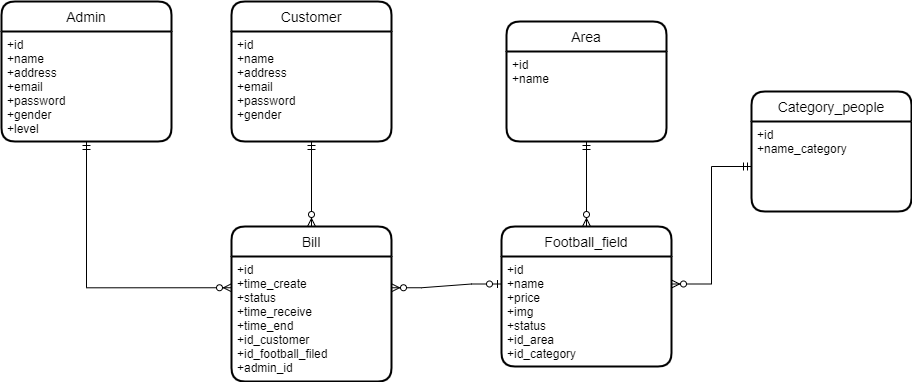 Admin
+id
+name
+address
+email
+password
+gender
+level
Customer
+id
+name
+address
+email
+password
+gender
Area
+id
+name
Category_people
+id
+name_category
Bill
+id
+time_create
+status
+time_receive
+time_end
+id_customer
+id_football_filed
+admin_id
Football_field
+id
+name
+price
+img
+status
+id_area
+id_category